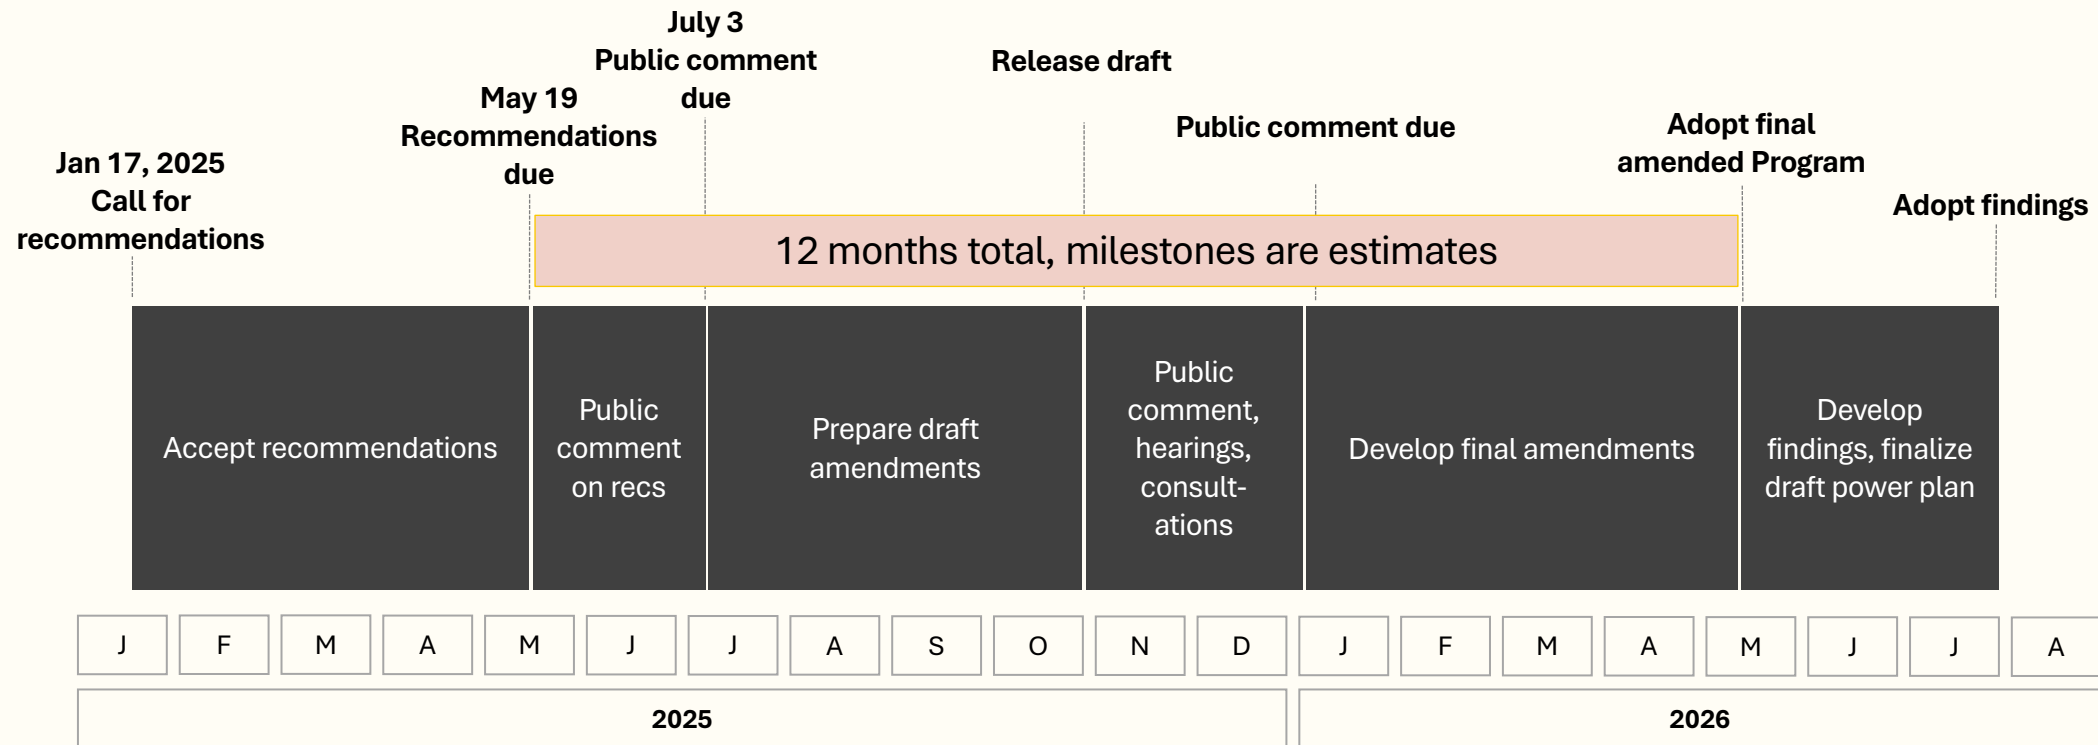 July 3
Public comment
due
Release draft
May 19
Recommendations
due
Public comment due
Adopt final
amended Program
Jan 17, 2025
Call for
recommendations
Adopt findings
12 months total, milestones are estimates
Accept recommendations
Public
comment
on recs
Prepare draft
amendments
Public
comment,
hearings,
consult-
ations
Develop final amendments
Develop
findings, finalize
draft power plan
J F M A M J J A S O N D J F M A M J J A
2025 2026